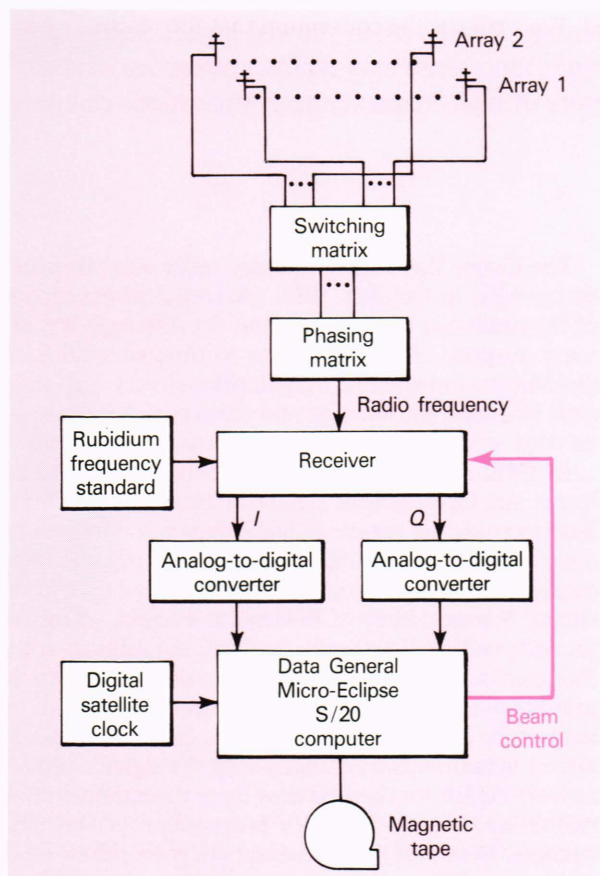 Array 2
Array 1
Switching
matrix
Phasing
matrix
Radio frequency
Rubidium
frequency
standard
Receiver
I
Q
Analog-to-digital
converter
Analog-to-digital
converter
Digital
satellite
clock
Data General
Micro-Eclipse
S/20
computer
Beam
control
Magnetic
tape